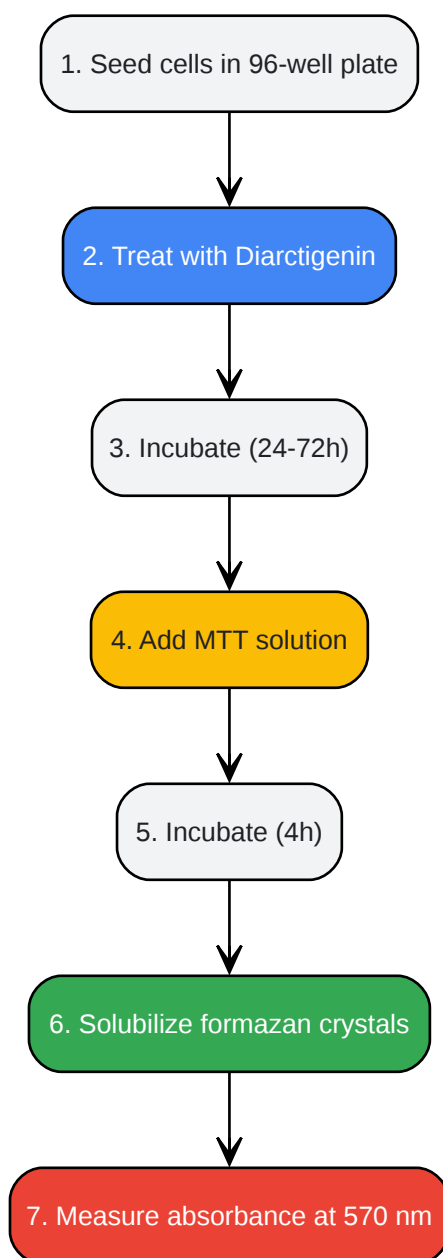 1. Seed cells in 96-well plate
2. Treat with Diarctigenin
3. Incubate (24-72h)
4. Add MTT solution
5. Incubate (4h)
6. Solubilize formazan crystals
7. Measure absorbance at 570 nm